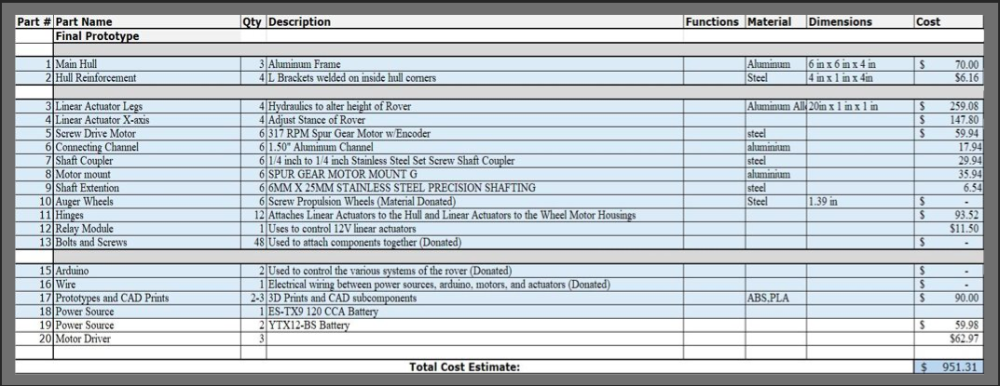 Part # Part Name Qty Description Functions Material Dimensions Cost
Final Prototype
1 Main Hull 3 Aluminum Frame Aluminum 6 in x 6 in x 4 in $ 70.00
2 Hull Reinforcement 4 L Brackets welded on inside hull corners Steel 4 in x 1 in x 4in $6.16
3 Linear Actuator Legs 4 Hydraulics to alter height of Rover Aluminum All 20in x 1 in x 1 in $ 259.08
4 Linear Actuator X-axis 4 Adjust Stance of Rover $ 147.80
5 Screw Drive Motor 6 317 RPM Spur Gear Motor w/Encoder steel $ 59.94
6 Connecting Channel 6 1.50" Aluminum Channel aluminium 17.94
7 Shaft Coupler 6 1/4 inch to 1/4 inch Stainless Steel Set Screw Shaft Coupler steel 29.94
8 Motor mount 6 SPUR GEAR MOTOR MOUNT G aluminium 35.94
9 Shaft Extention 6 6MM X 25MM STAINLESS STEEL PRECISION SHAFTING steel 6.54
10 Auger Wheels 6 Screw Propulsion Wheels (Material Donated) Steel 1.39 in $ -
11 Hinges 12 Attaches Linear Actuators to the Hull and Linear Actuators to the Wheel Motor Housings $ 93.52
12 Relay Module 1 Uses to control 12V linear actuators $11.50
13 Bolts and Screws 48 Used to attach components together (Donated) $ -
15 Arduino 2 Used to control the various systems of the rover (Donated) $ -
16 Wire 1 Electrical wiring between power sources, arduino, motors, and actuators (Donated) $ -
17 Prototypes and CAD Prints 2-3 3D Prints and CAD subcomponents ABS,PLA $ 90.00
18 Power Source 1 ES-TX9 120 CCA Battery
19 Power Source 2 YTX12-BS Battery $ 59.98
20 Motor Driver 3 $62.97
Total Cost Estimate: $ 951.31